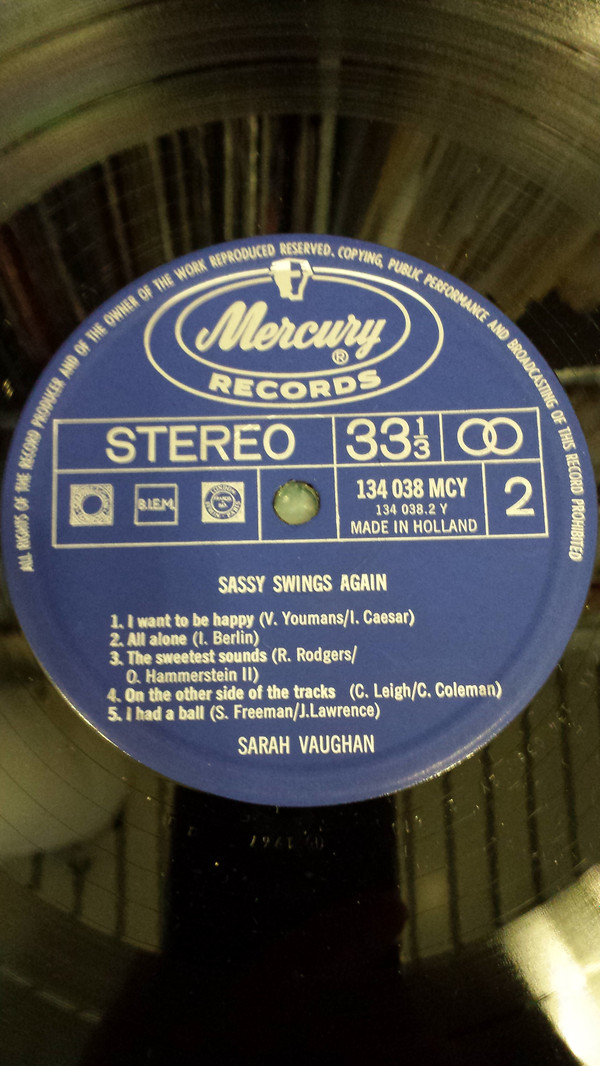 ALL RIGHTS OF THE RECORD PRODUCER AND OF THE OWNER OF THE WORK REPRODUCED RESERVED. COPYING, PUBLIC PERFORMANCE AND BROADCASTING OF THIS RECORD PROHIBITED
Mercury ®
RECORDS
STEREO 33⅓
B.I.E.M.
134 038 MCY
134 038.2 Y
MADE IN HOLLAND
2
SASSY SWINGS AGAIN
1. I want to be happy (V. Youmans/I. Caesar)
2. All alone (I. Berlin)
3. The sweetest sounds (R. Rodgers/
O. Hammerstein II)
4. On the other side of the tracks (C. Leigh/C. Coleman)
5. I had a ball (S. Freeman/J.Lawrence)
SARAH VAUGHAN